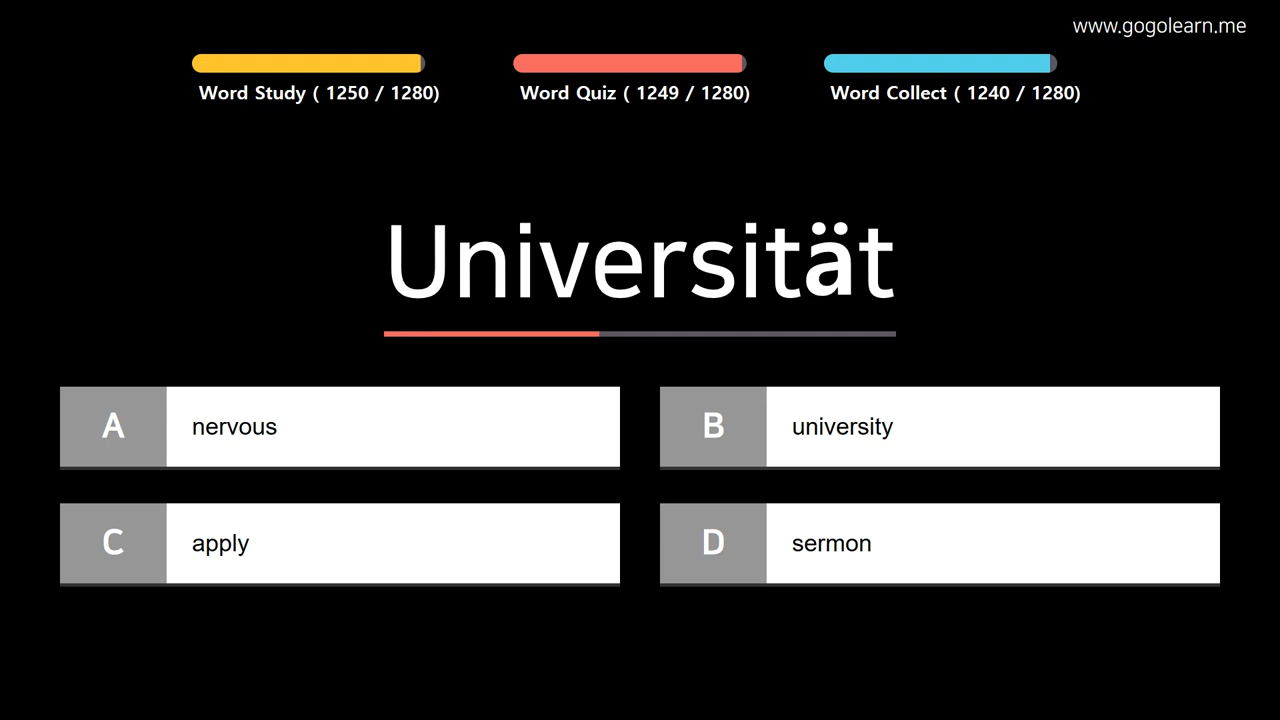 www.gogolearn.me
Word Study ( 1250 / 1280)
Word Quiz ( 1249 / 1280)
Word Collect ( 1240 / 1280)
Universität
A
nervous
B
university
C
apply
D
sermon